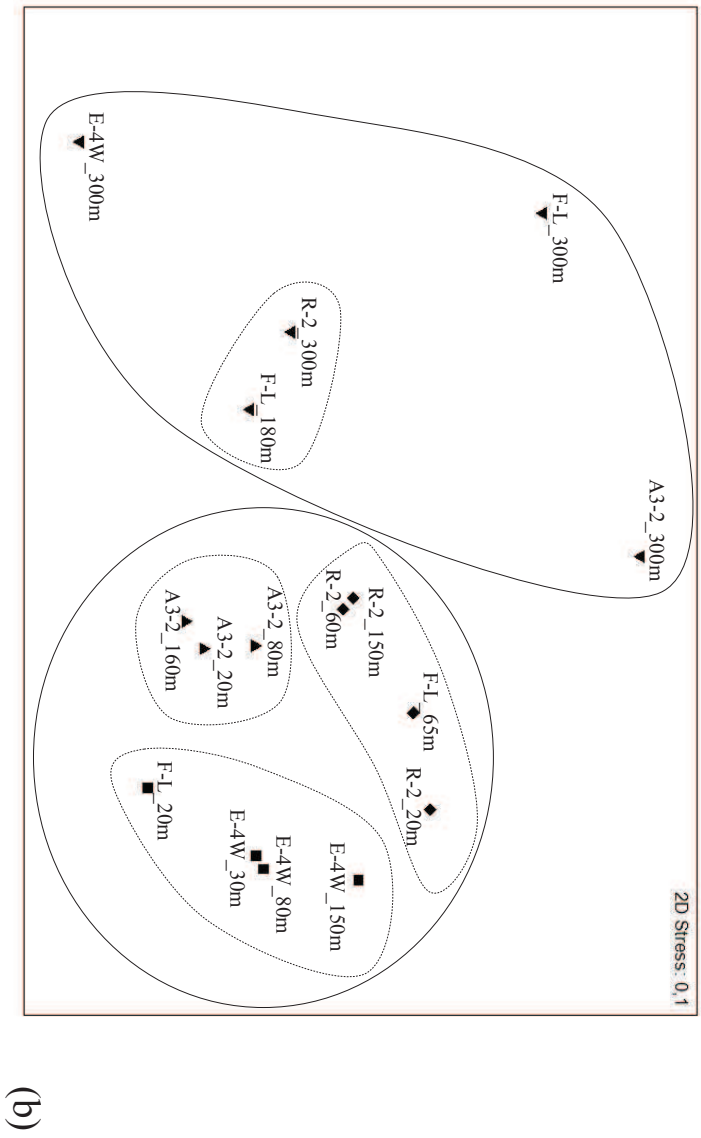 2D Stress: 0,1
A3-2_300m
F-L_300m
R-2_20m
F-L_65m
R-2_150m
R-2_60m
E-4W_150m
R-2_300m
E-4W_80m
E-4W_30m
A3-2_80m
F-L_180m
A3-2_20m
A3-2_160m
F-L_20m
E-4W_300m
(b)